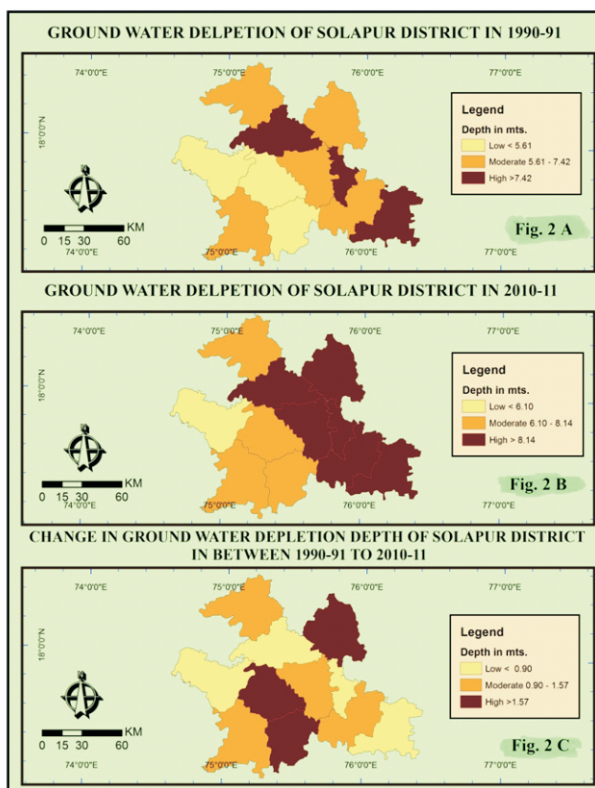 GROUND WATER DELPETION OF SOLAPUR DISTRICT IN 1990-91
74°0'0"E 75°0'0"E 76°0'0"E 77°0'0"E
18°0'0"N
18°0'0"N
Legend
Depth in mts.
Low < 5.61
Moderate 5.61 - 7.42
High >7.42
KM
0 15 30 60
Fig. 2 A
74°0'0"E 75°0'0"E 76°0'0"E 77°0'0"E
GROUND WATER DELPETION OF SOLAPUR DISTRICT IN 2010-11
74°0'0"E 75°0'0"E 76°0'0"E 77°0'0"E
18°0'0"N
18°0'0"N
Legend
Depth in mts.
Low < 6.10
Moderate 6.10 - 8.14
High > 8.14
KM
0 15 30 60
Fig. 2 B
74°0'0"E 75°0'0"E 76°0'0"E 77°0'0"E
CHANGE IN GROUND WATER DEPLETION DEPTH OF SOLAPUR DISTRICT
IN BETWEEN 1990-91 TO 2010-11
74°0'0"E 75°0'0"E 76°0'0"E 77°0'0"E
18°0'0"N
18°0'0"N
Legend
Depth in mts.
Low < 0.90
Moderate 0.90 - 1.57
High >1.57
KM
0 15 30 60
Fig. 2 C
74°0'0"E 75°0'0"E 76°0'0"E 77°0'0"E